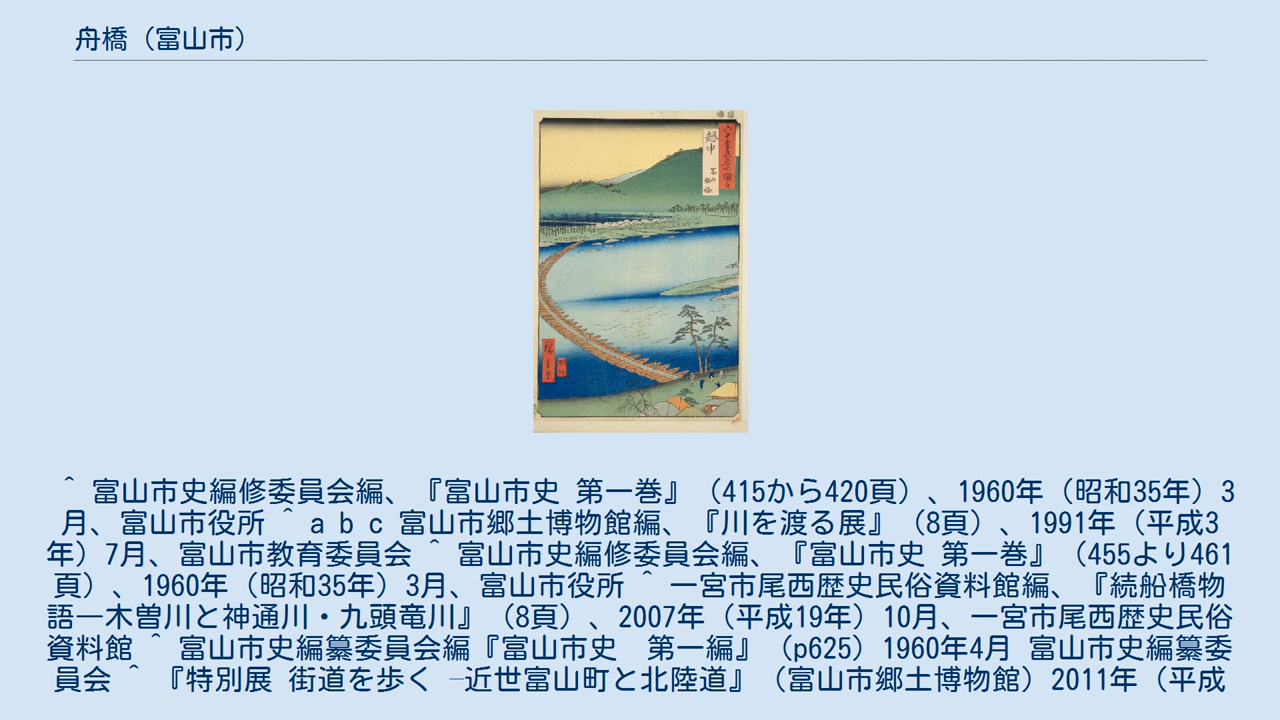 舟橋（富山市）
越中
富山
船橋
^ 富山市史編修委員会編、『富山市史 第一巻』（415から420頁）、1960年（昭和35年）3
月、富山市役所 ^ a b c 富山市郷土博物館編、『川を渡る展』（8頁）、1991年（平成3
年）7月、富山市教育委員会 ^ 富山市史編修委員会編、『富山市史 第一巻』（455より461
頁）、1960年（昭和35年）3月、富山市役所 ^ 一宮市尾西歴史民俗資料館編、『続船橋物
語―木曽川と神通川・九頭竜川』（8頁）、2007年（平成19年）10月、一宮市尾西歴史民俗
資料館 ^ 富山市史編纂委員会編『富山市史　第一編』（p625）1960年4月 富山市史編纂委
員会 ^ 『特別展 街道を歩く ―近世富山町と北陸道』（富山市郷土博物館）2011年（平成